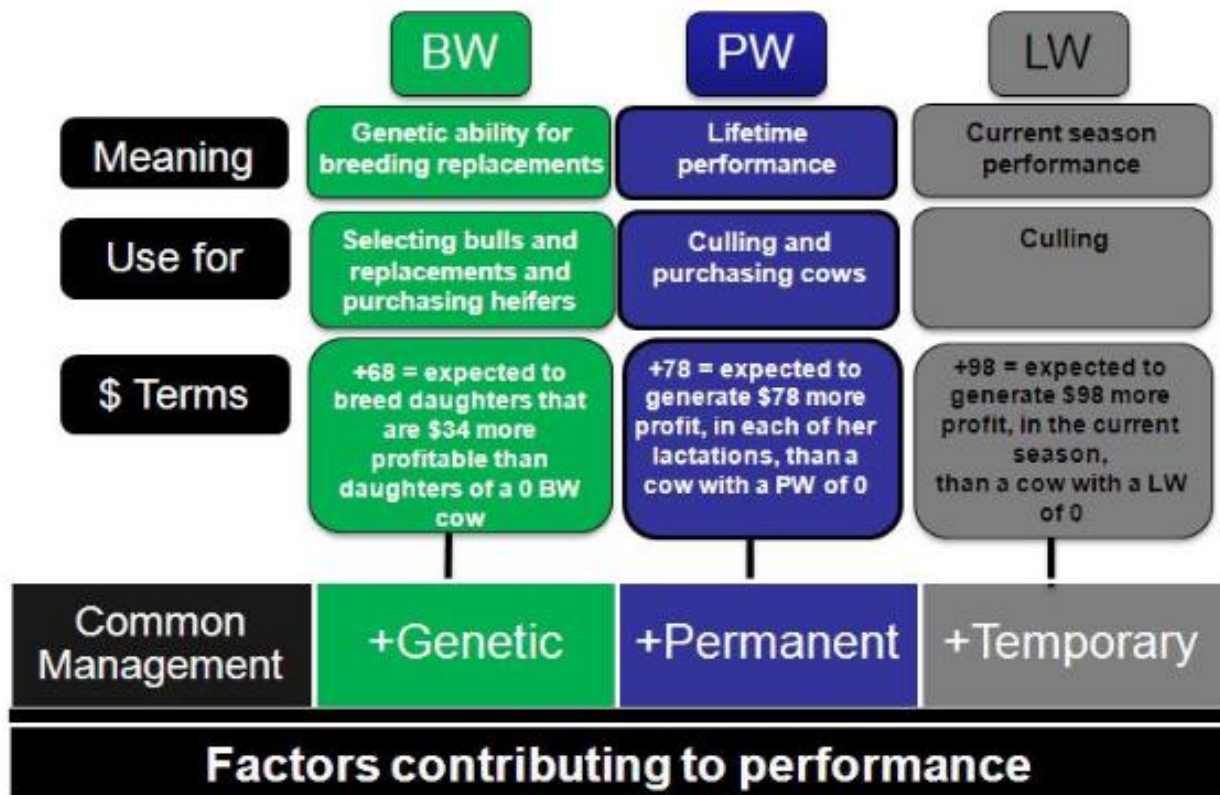 BW
PW
LW
Meaning
Genetic ability for
breeding replacements
Lifetime
performance
Current season
performance
Use for
Selecting bulls and
replacements and
purchasing heifers
Culling and
purchasing cows
Culling
$ Terms
+68 = expected to
breed daughters that
are $34 more
profitable than
daughters of a 0 BW
cow
+78 = expected to
generate $78 more
profit, in each of her
lactations, than a
cow with a PW of 0
+98 = expected to
generate $98 more
profit, in the current
season,
than a cow with a LW
of 0
Common
Management
+Genetic
+Permanent
+Temporary
Factors contributing to performance